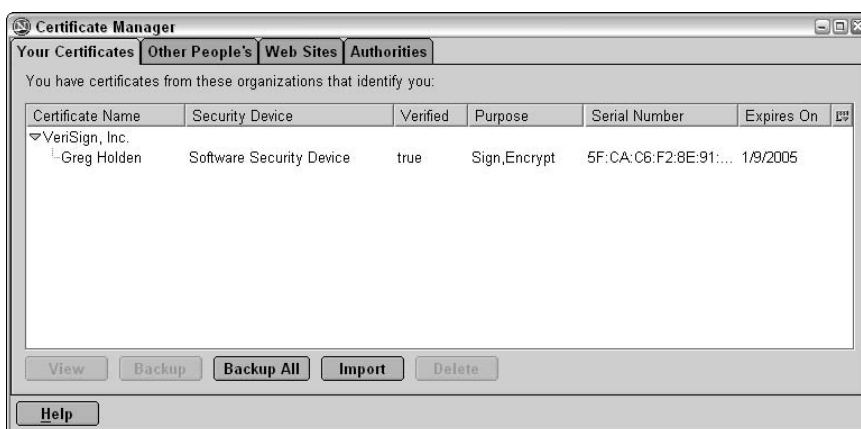 Certificate Manager
Your Certificates Other People's Web Sites Authorities
You have certificates from these organizations that identify you:
Certificate Name Security Device Verified Purpose Serial Number Expires On
VeriSign, Inc.
Greg Holden Software Security Device true Sign,Encrypt 5F:CA:C6:F2:8E:91:... 1/9/2005
View Backup Backup All Import Delete
Help